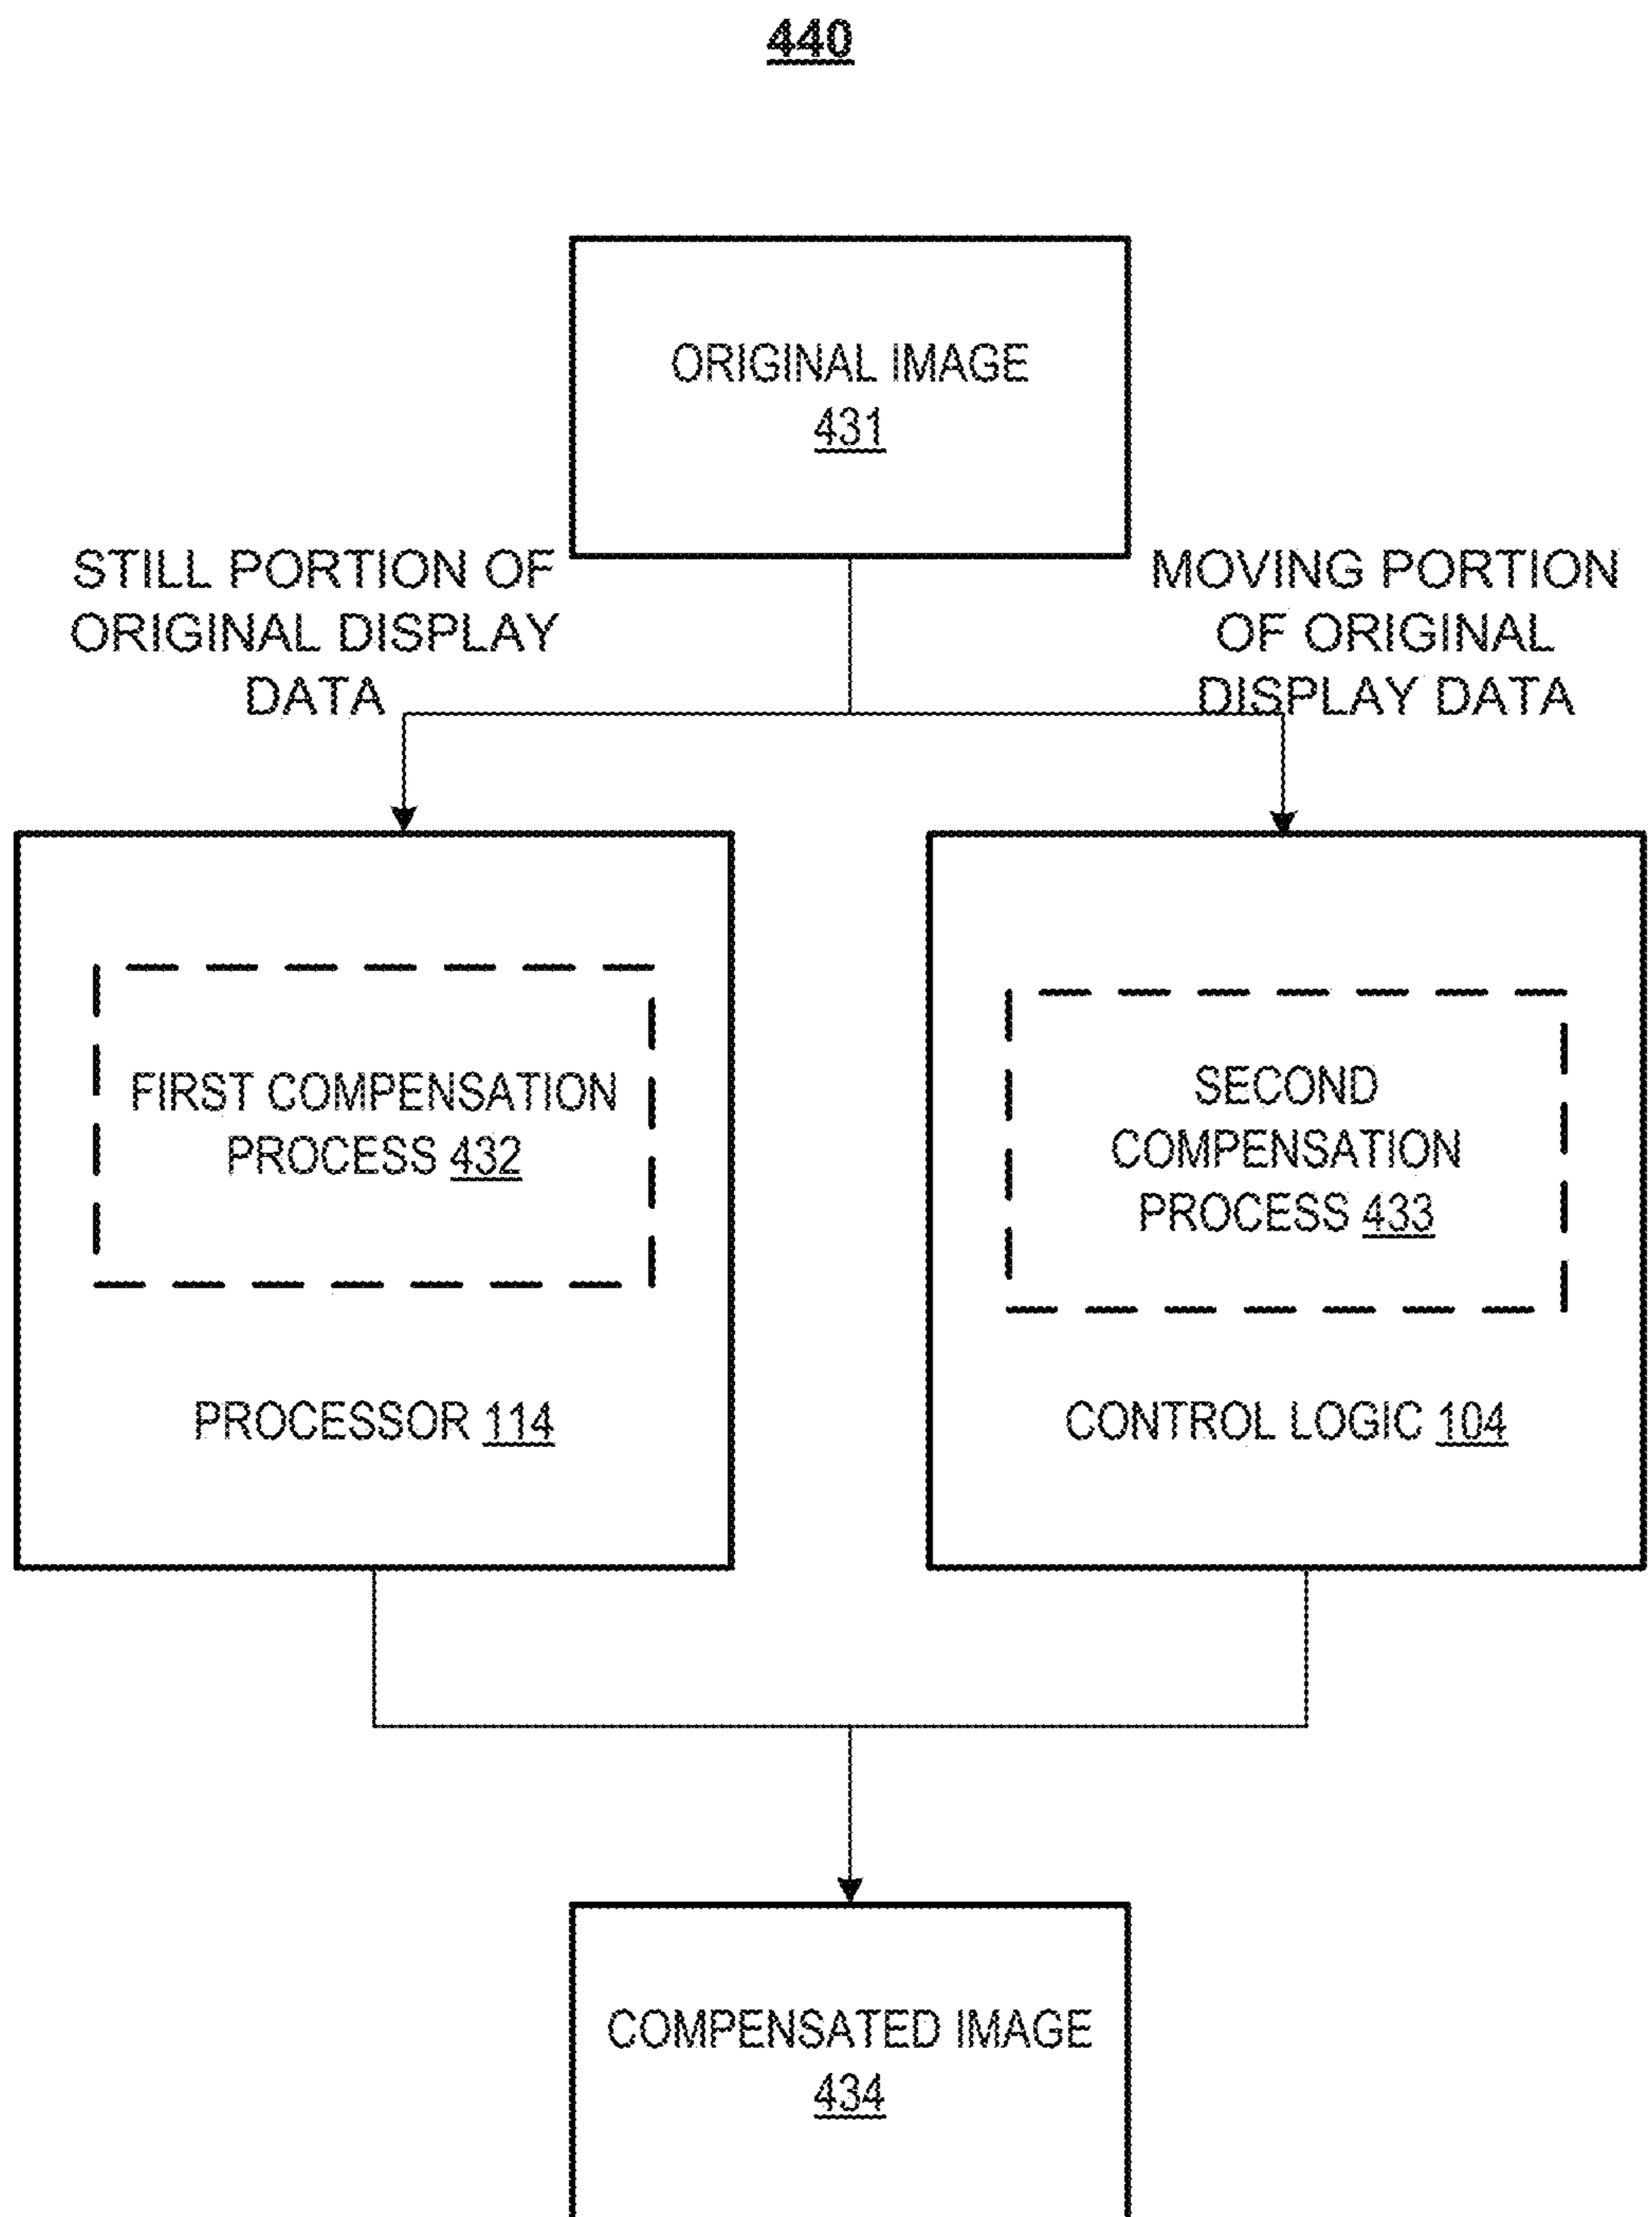 440
ORIGINAL IMAGE
431
STILL PORTION OF
ORIGINAL DISPLAY
DATA
MOVING PORTION
OF ORIGINAL
DISPLAY DATA
FIRST COMPENSATION
PROCESS 432
PROCESSOR 114
SECOND
COMPENSATION
PROCESS 433
CONTROL LOGIC 104
COMPENSATED IMAGE
434